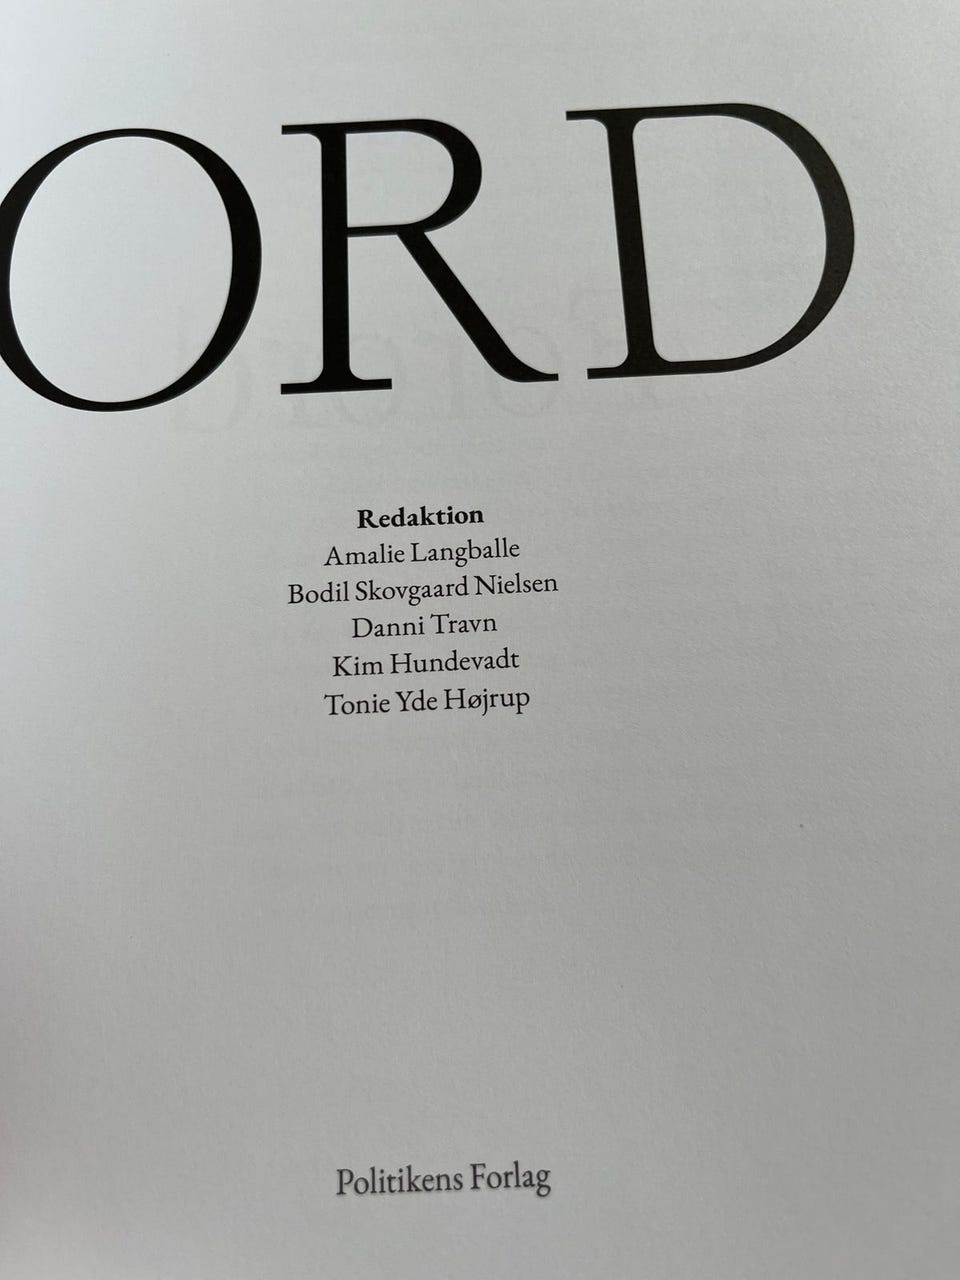 ORD
Redaktion
Amalie Langballe
Bodil Skovgaard Nielsen
Danni Travn
Kim Hundevadt
Tonie Yde Højrup
Politikens Forlag